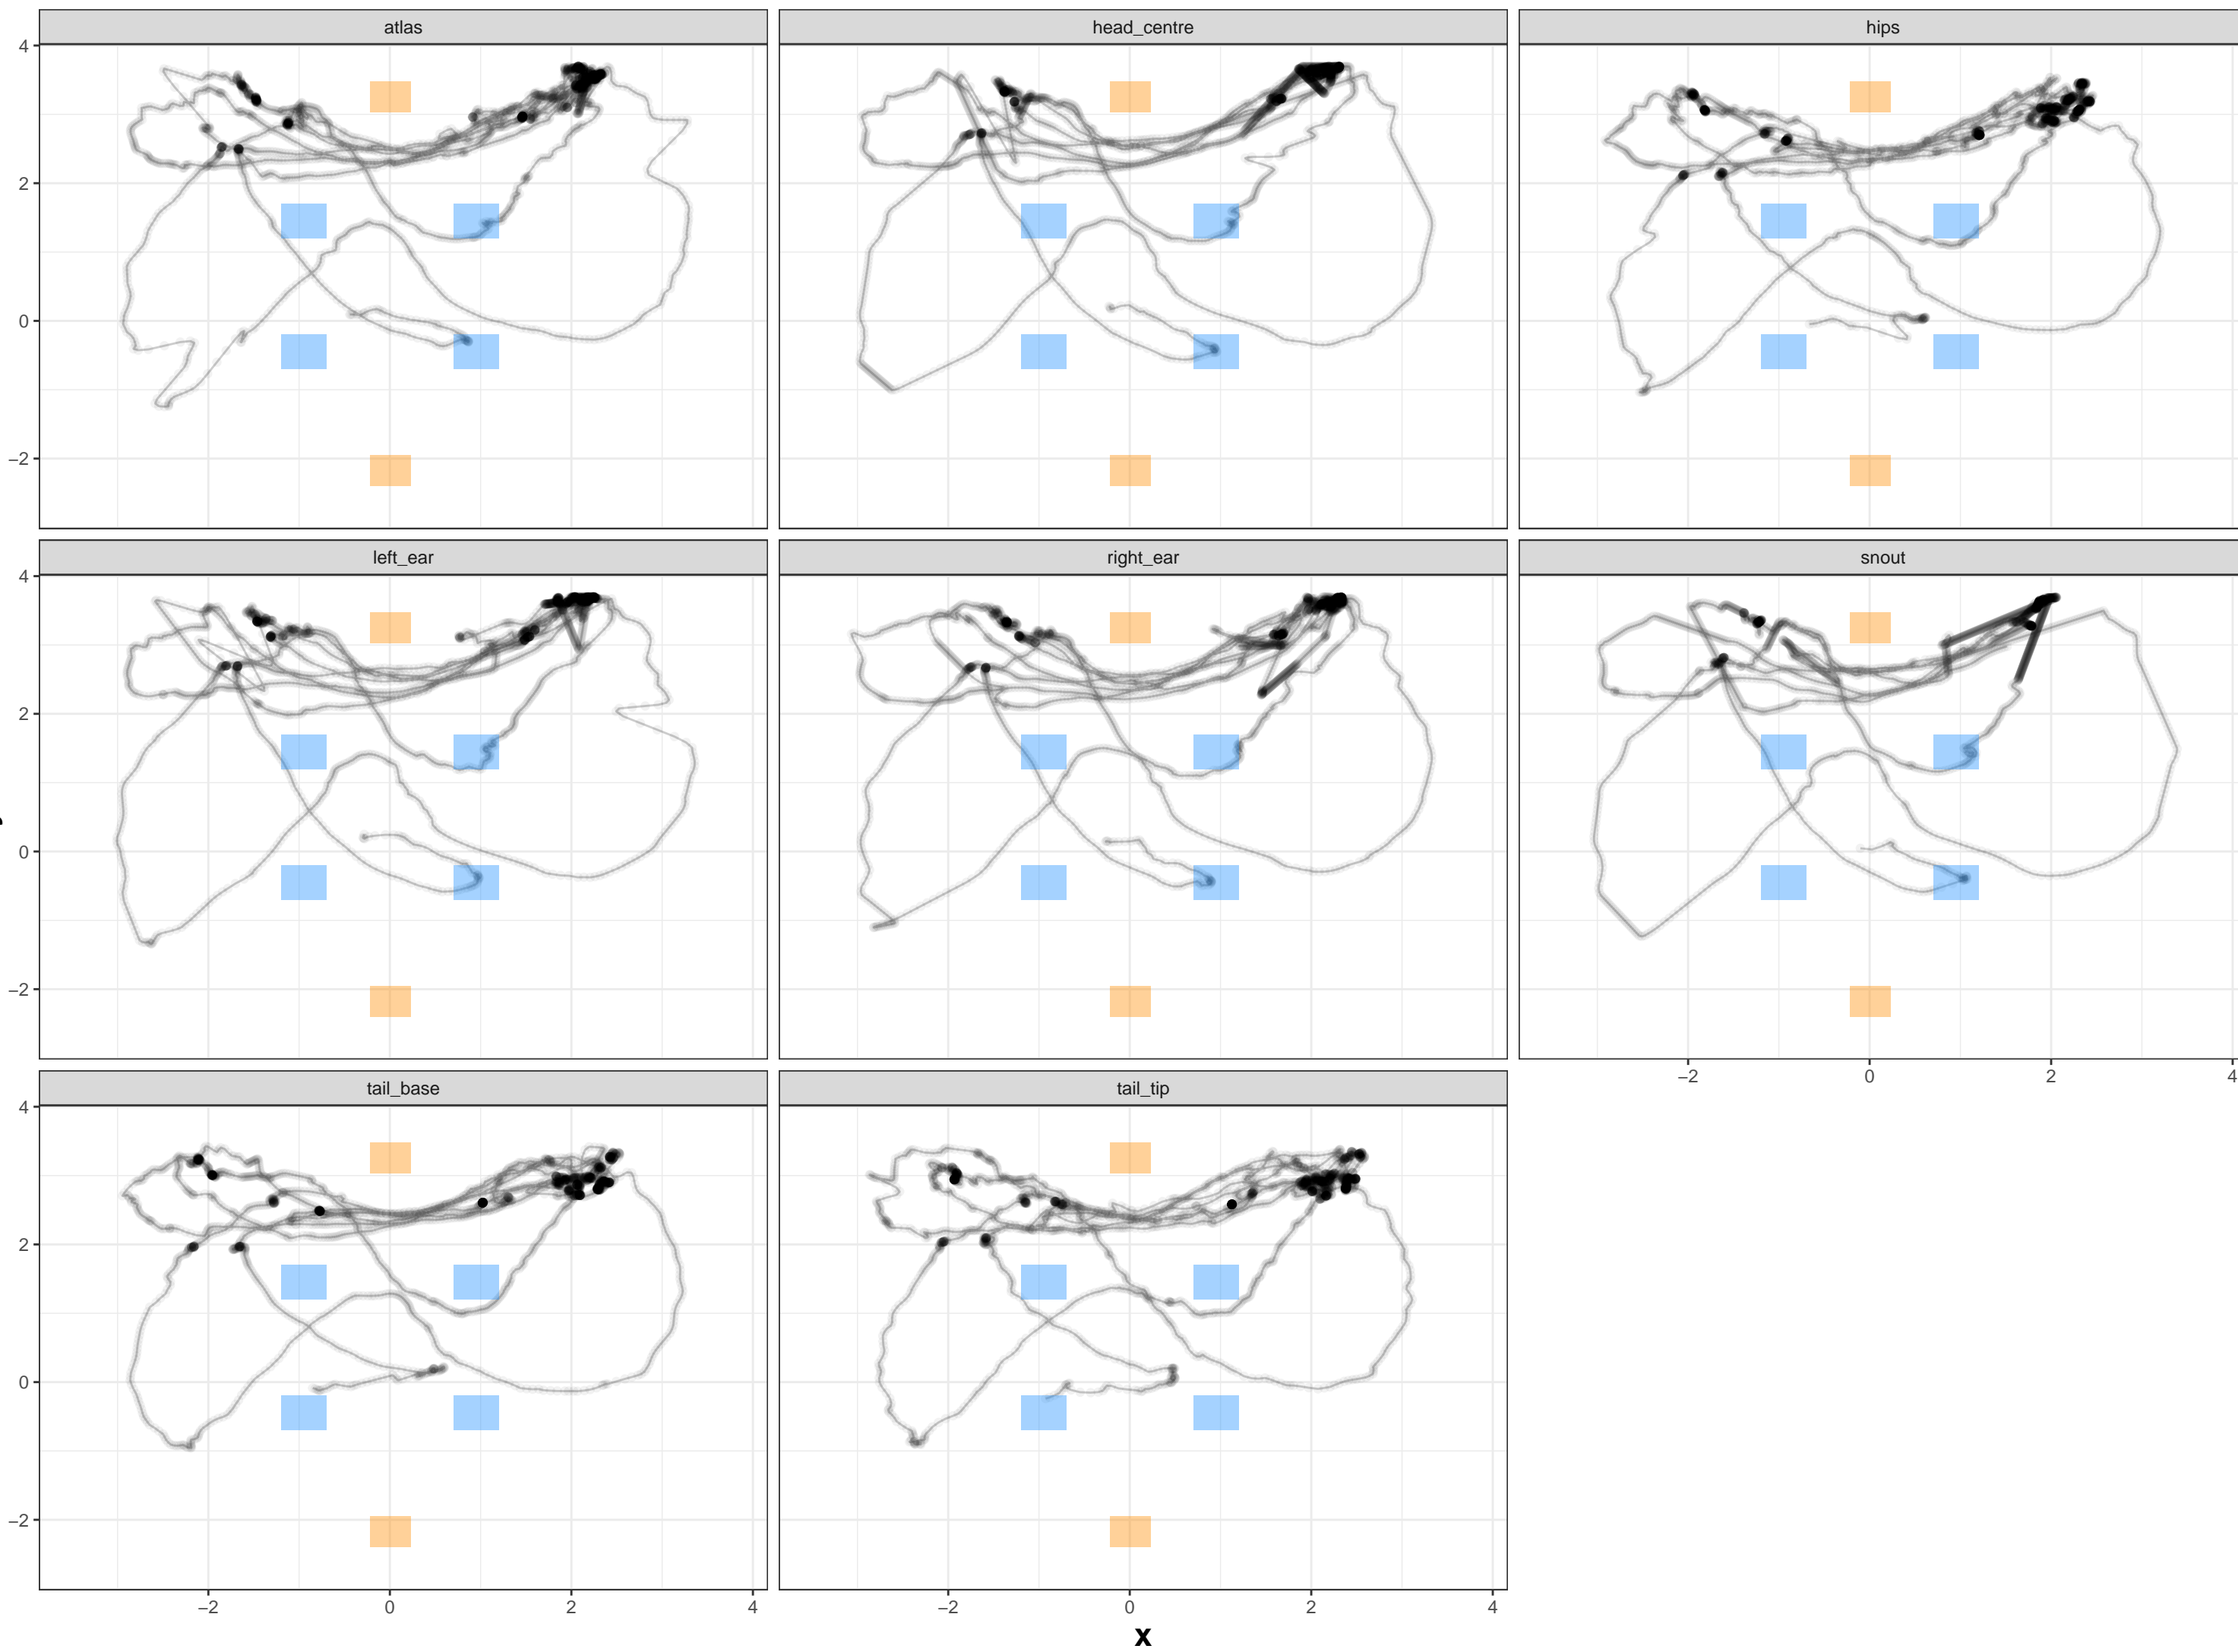 atlas head_centre hips
4
2
0
−2
left_ear right_ear snout
4
2
0
−2
−2 0 2 4
tail_base tail_tip
4
2
0
−2
−2 0 2 4 −2 0 2 4
x